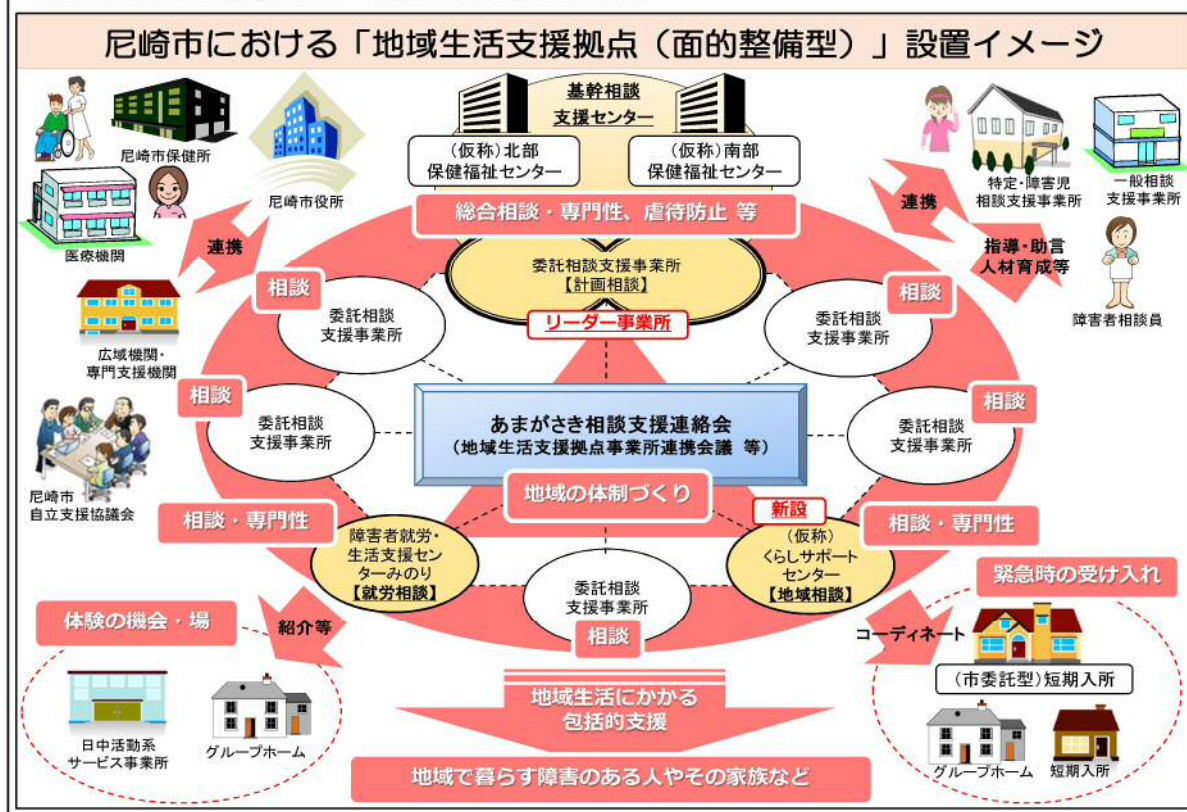 尼崎市における「地域生活支援拠点（面的整備型）」設置イメージ
基幹相談
支援センター
（仮称）北部
保健福祉センター
（仮称）南部
保健福祉センター
総合相談・専門性、虐待防止 等
尼崎市保健所
尼崎市役所
医療機関
連携
広域機関・
専門支援機関
尼崎市
自立支援協議会
特定・障害児
相談支援事業所
一般相談
支援事業所
連携
指導・助言
人材育成等
障害者相談員
委託相談支援事業所
【計画相談】
リーダー事業所
相談
委託相談
支援事業所
相談
委託相談
支援事業所
相談
委託相談
支援事業所
相談
委託相談
支援事業所
あまがさき相談支援連絡会
（地域生活支援拠点事業所連携会議 等）
地域の体制づくり
相談・専門性
障害者就労・
生活支援セン
ターみのり
【就労相談】
新設
（仮称）
くらしサポート
センター
【地域相談】
相談・専門性
委託相談
支援事業所
相談
体験の機会・場
紹介等
日中活動系
サービス事業所
グループホーム
緊急時の受け入れ
コーディネート
（市委託型）短期入所
グループホーム
短期入所
地域生活にかかる
包括的支援
地域で暮らす障害のある人やその家族など